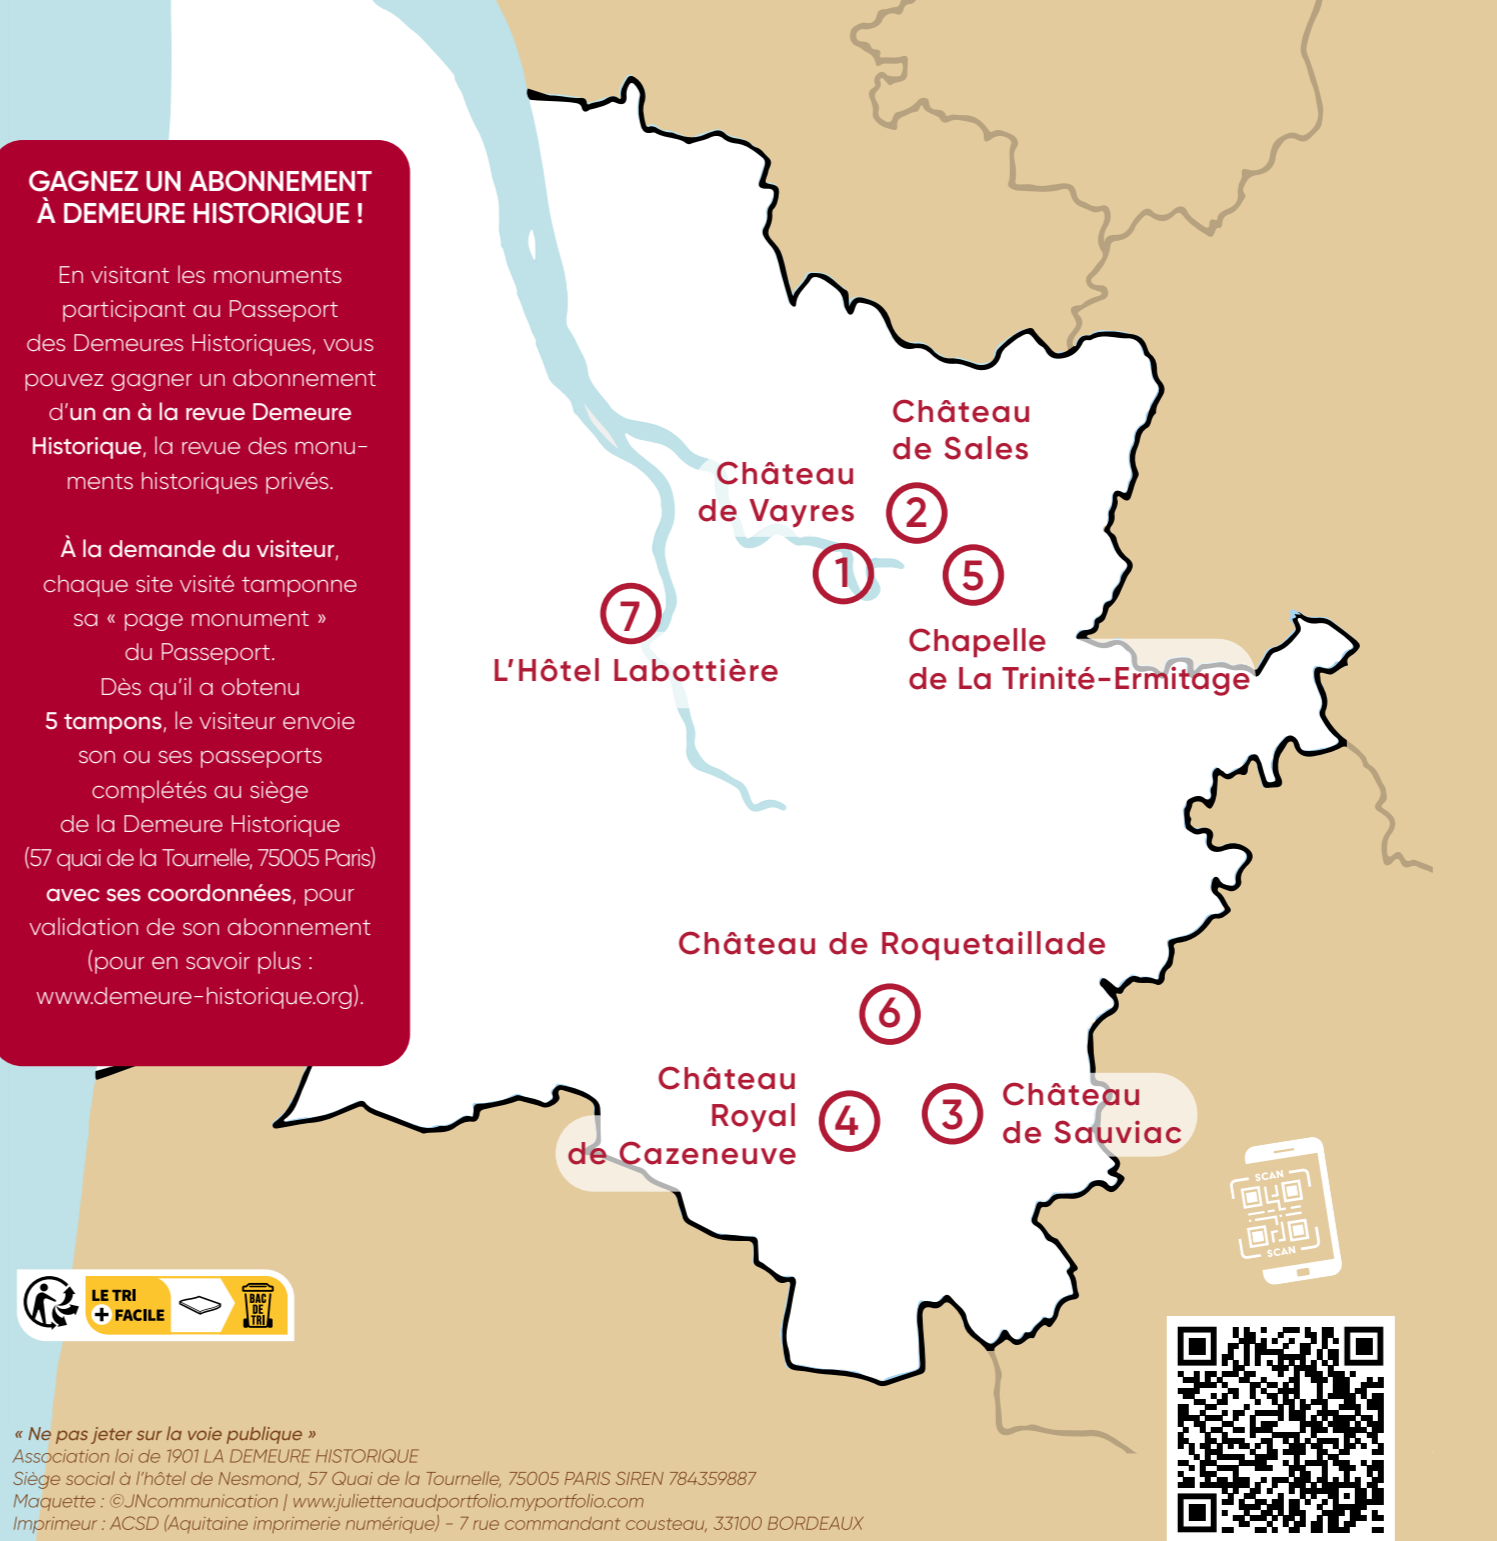 GAGNEZ UN ABONNEMENT
À DEMEURE HISTORIQUE !
En visitant les monuments
participant au Passeport
des Demeures Historiques, vous
pouvez gagner un abonnement
d'un an à la revue Demeure
Historique, la revue des monu-
ments historiques privés.
À la demande du visiteur,
chaque site visité tamponne
sa « page monument »
du Passeport.
Dès qu'il a obtenu
5 tampons, le visiteur envoie
son ou ses passeports
complétés au siège
de la Demeure Historique
(57 quai de la Tournelle, 75005 Paris)
avec ses coordonnées, pour
validation de son abonnement
(pour en savoir plus :
www.demeure-historique.org).
Château
de Sales
2
Château
de Vayres
1
5
Chapelle
de La Trinité-Ermitage
7
L'Hôtel Labottière
Château de Roquetaillade
6
Château
Royal
de Cazeneuve
4
3
Château
de Sauviac
SCAN
SCAN
LE TRI
+ FACILE
BAC
DE
TRI
« Ne pas jeter sur la voie publique »
Association loi de 1901 LA DEMEURE HISTORIQUE
Siège social à l'hôtel de Nesmond, 57 Quai de la Tournelle, 75005 PARIS SIREN 784359887
Maquette : ©JNcommunication | www.juliettenaudportfolio.myportfolio.com
Imprimeur : ACSD (Aquitaine imprimerie numérique) - 7 rue commandant cousteau, 33100 BORDEAUX